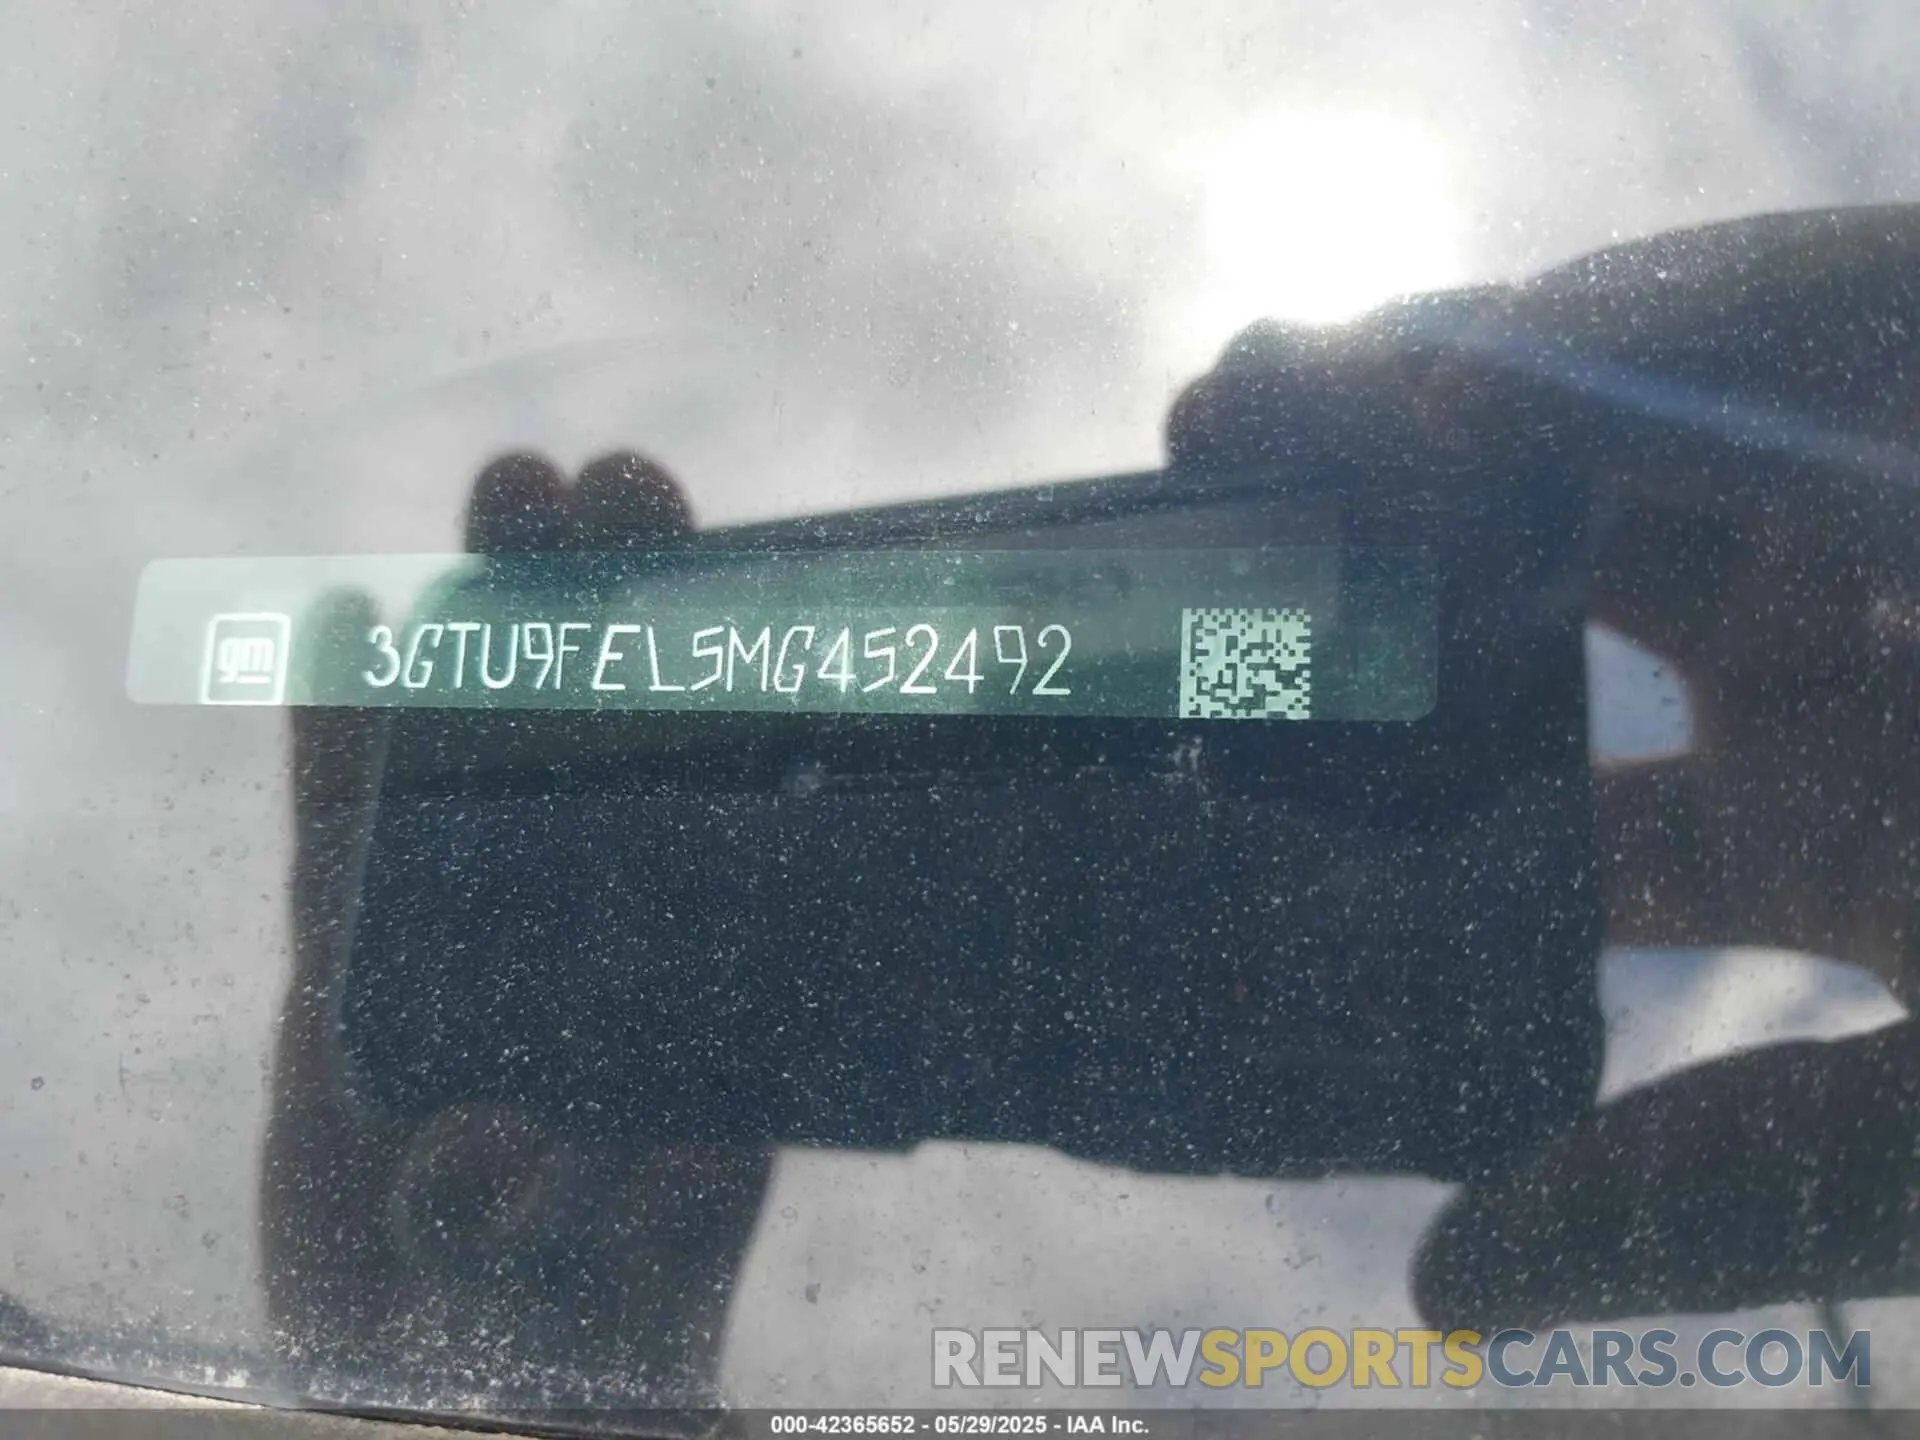 gm 3GTU9FEL5MG452492
RENEWSPORTSCARS.COM
000-42365652 - 05/29/2025 - IAA Inc.